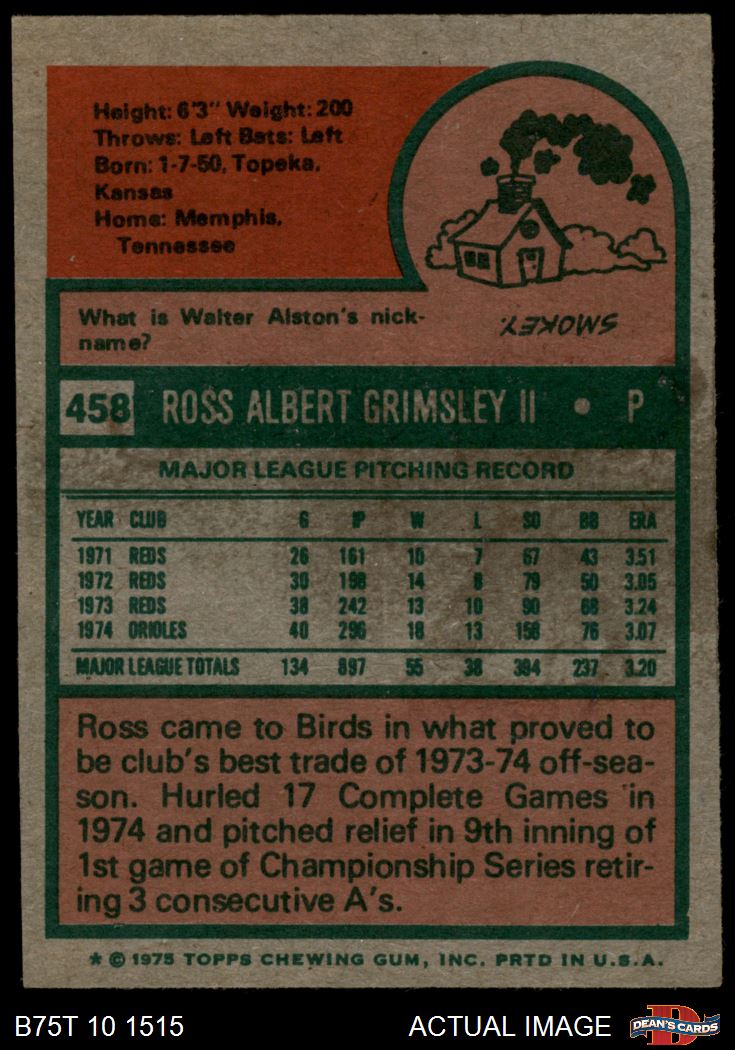 Height: 6'3" Weight: 200
Throws: Left Bats: Left
Born: 1-7-50, Topeka,
Kansas
Home: Memphis,
Tennessee
What is Walter Alston's nick-
name?
SMOKEY.
458 ROSS ALBERT GRIMSLEY II • P
MAJOR LEAGUE PITCHING RECORD
YEAR CLUB G IP W L SO BB ERA
1971 REDS 26 161 10 7 67 43 3.51
1972 REDS 30 198 14 8 79 50 3.05
1973 REDS 38 242 13 10 90 68 3.24
1974 ORIOLES 40 296 18 13 158 76 3.07
MAJOR LEAGUE TOTALS 134 897 55 38 394 237 3.20
Ross came to Birds in what proved to
be club's best trade of 1973-74 off-sea-
son. Hurled 17 Complete Games in
1974 and pitched relief in 9th inning of
1st game of Championship Series retir-
ing 3 consecutive A's.
* © 1975 TOPPS CHEWING GUM, INC. PRTD IN U.S.A.
B75T 10 1515 ACTUAL IMAGE DEAN'S CARDS